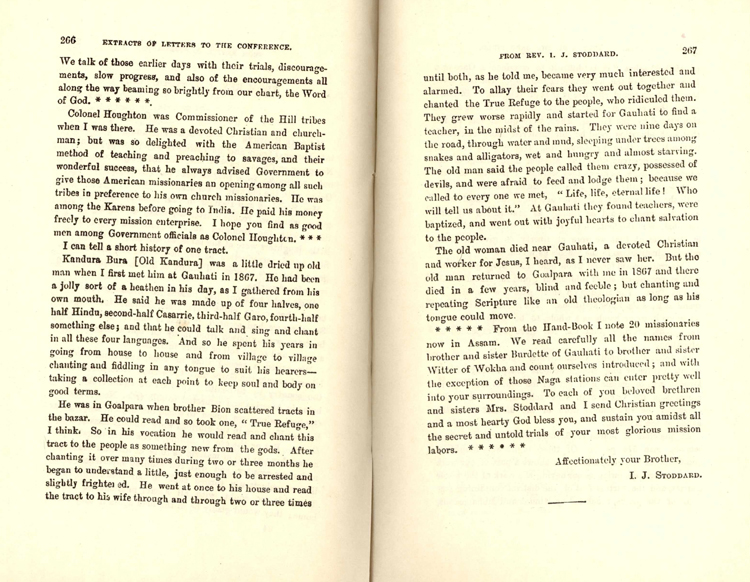 266
EXTRACTS OF LETTERS TO THE CONFERENCE.
We talk of those earlier days with their trials, discourage-
ments, slow progress, and also of the encouragements all
along the way beaming so brightly from our chart, the Word
of God. * * * * * *.
Colonel Houghton was Commissioner of the Hill tribes
when I was there. He was a devoted Christian and church-
man; but was so delighted with the American Baptist
method of teaching and preaching to savages, and their
wonderful success, that he always advised Government to
give those American missionaries an opening among all such
tribes in preference to his own church missionaries. He was
among the Karens before going to India. He paid his money
freely to every mission enterprise. I hope you find as good
men among Government officials as Colonel Houghton. * * *
I can tell a short history of one tract.
Kandura Bura [Old Kandura] was a little dried up old
man when I first met him at Gauhati in 1867. He had been
a jolly sort of a heathen in his day, as I gathered from his
own mouth. He said he was made up of four halves, one
half Hindu, second-half Casarrie, third-half Garo, fourth-half
something else; and that he could talk and sing and chant
in all these four languages. And so he spent his years in
going from house to house and from village to village
chanting and fiddling in any tongue to suit his hearers—
taking a collection at each point to keep soul and body on
good terms.
He was in Goalpara when brother Bion scattered tracts in
the bazar. He could read and so took one, “ True Refuge,”
I think. So in his vocation he would read and chant this
tract to the people as something new from the gods. After
chanting it over many times during two or three months he
began to understand a little, just enough to be arrested and
slightly frightened. He went at once to his house and read
the tract to his wife through and through two or three times
FROM REV. I. J. STODDARD.
267
until both, as he told me, became very much interested and
alarmed. To allay their fears they went out together and
chanted the True Refuge to the people, who ridiculed them.
They grew worse rapidly and started for Gauhati to find a
teacher, in the midst of the rains. They were nine days on
the road, through water and mud, sleeping under trees among
snakes and alligators, wet and hungry and almost starving.
The old man said the people called them crazy, possessed of
devils, and were afraid to feed and lodge them; because we
called to every one we met, “ Life, life, eternal life! Who
will tell us about it.” At Gauhati they found teachers, were
baptized, and went out with joyful hearts to chant salvation
to the people.
The old woman died near Gauhati, a devoted Christian
and worker for Jesus, I heard, as I never saw her. But the
old man returned to Goalpara with me in 1867 and there
died in a few years, blind and feeble; but chanting and
repeating Scripture like an old theologian as long as his
tongue could move.
* * * * * From the Hand-Book I note 20 missionaries
now in Assam. We read carefully all the names from
brother and sister Burdette of Gauhati to brother and sister
Witter of Wokha and count ourselves introduced; and with
the exception of those Naga stations can enter pretty well
into your surroundings. To each of you beloved brethren
and sisters Mrs. Stoddard and I send Christian greetings
and a most hearty God bless you, and sustain you amidst all
the secret and untold trials of your most glorious mission
labors. * * * * * *
Affectionately your Brother,
I. J. STODDARD.